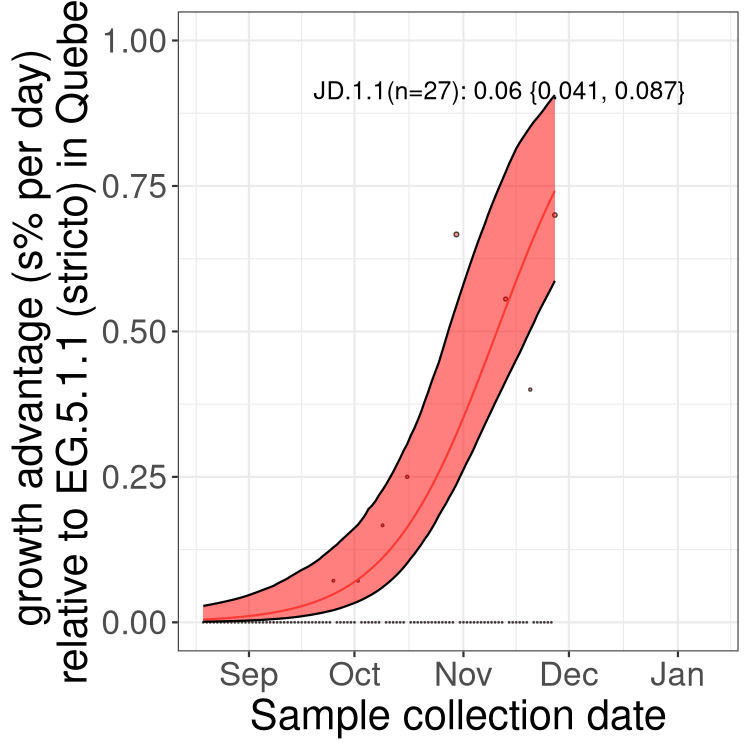 growth advantage (s% per day)
relative to EG.5.1.1 (stricto) in Quebe
1.00
0.75
0.50
0.25
0.00
JD.1.1(n=27): 0.06 {0.041, 0.087}
Sep Oct Nov Dec Jan
Sample collection date